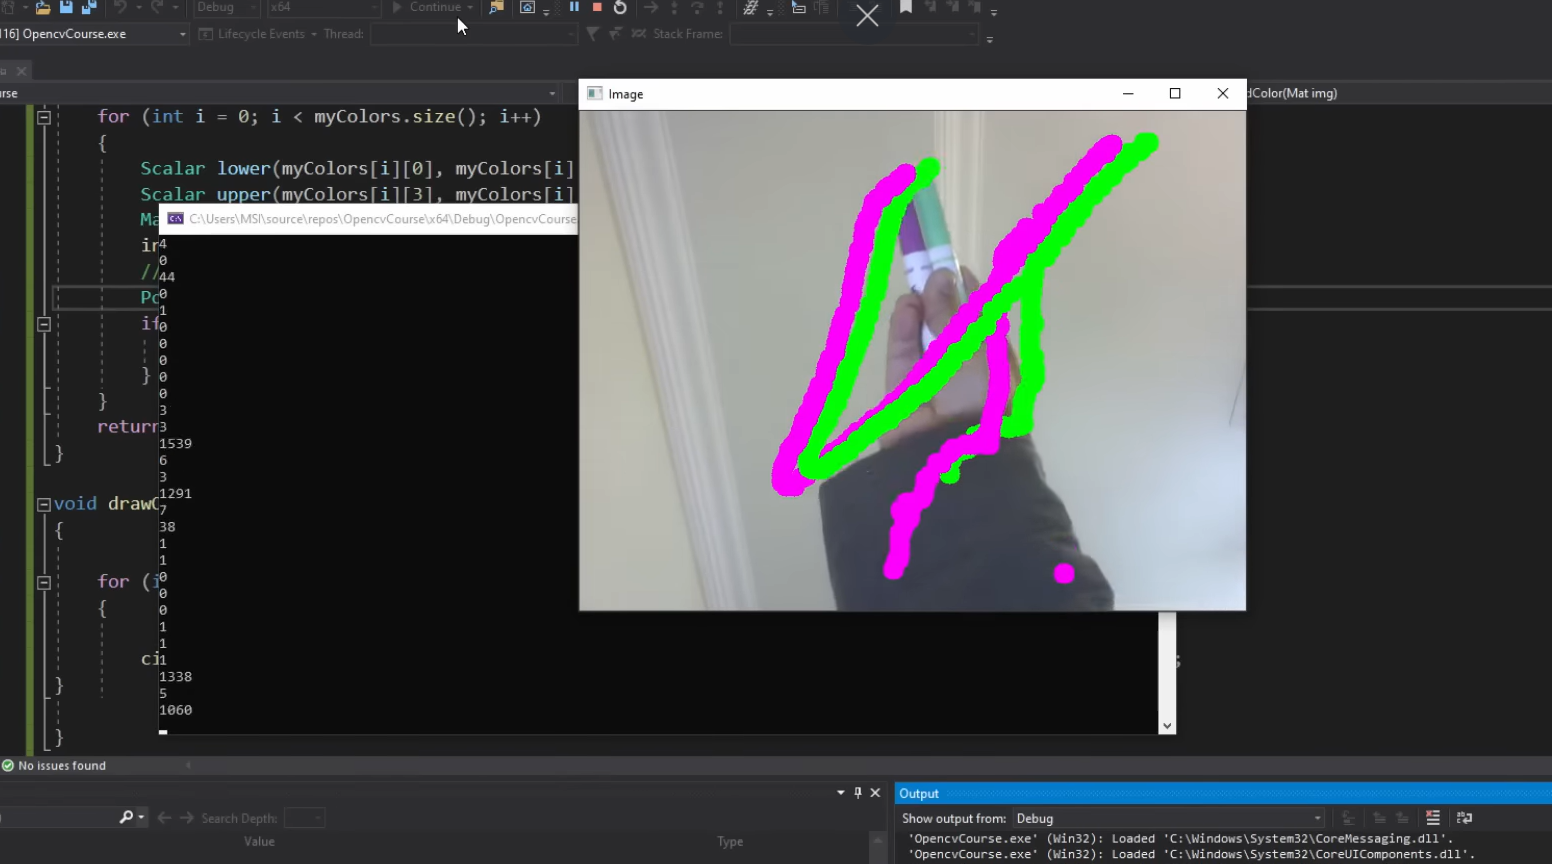 Debug
x64
Continue
116] OpencvCourse.exe
Lifecycle Events
Thread:
Stack Frame:
rse
dColor(Mat img)
for (int i = 0; i < myColors.size(); i++)
{
Scalar lower(myColors[i][0], myColors[i]
Scalar upper(myColors[i][3], myColors[i]
Ma
in
//
Po
if
}
}
return
}
void drawC
{
for (i
{
ci
;
}
}
Image
C:\Users\MSI\source\repos\OpencvCourse\x64\Debug\OpencvCourse
4
0
44
0
1
0
0
0
0
0
3
3
1539
6
3
1291
7
38
1
1
0
0
0
1
1
1
1338
5
1060
No issues found
Search Depth:
Value
Type
Output
Show output from:
Debug
'OpencvCourse.exe' (Win32): Loaded 'C:\Windows\System32\CoreMessaging.dll'.
'OpencvCourse.exe' (Win32): Loaded 'C:\Windows\System32\CoreUIComponents.dll'.